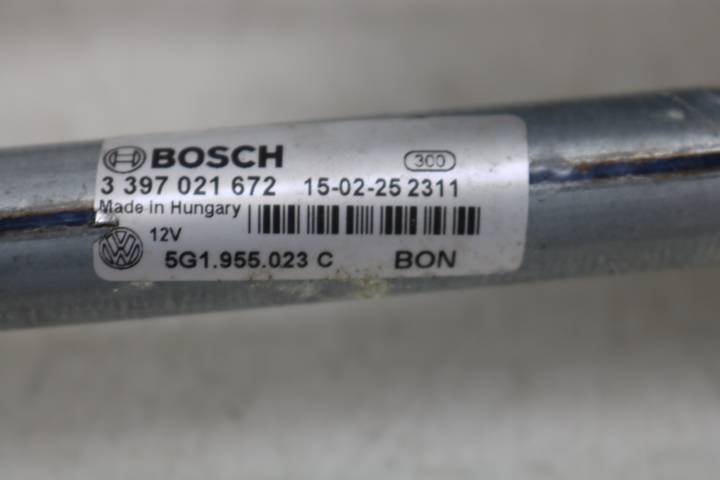 BOSCH 300
3 397 021 672 15-02-25 2311
Made in Hungary
12V
5G1.955.023 C BON